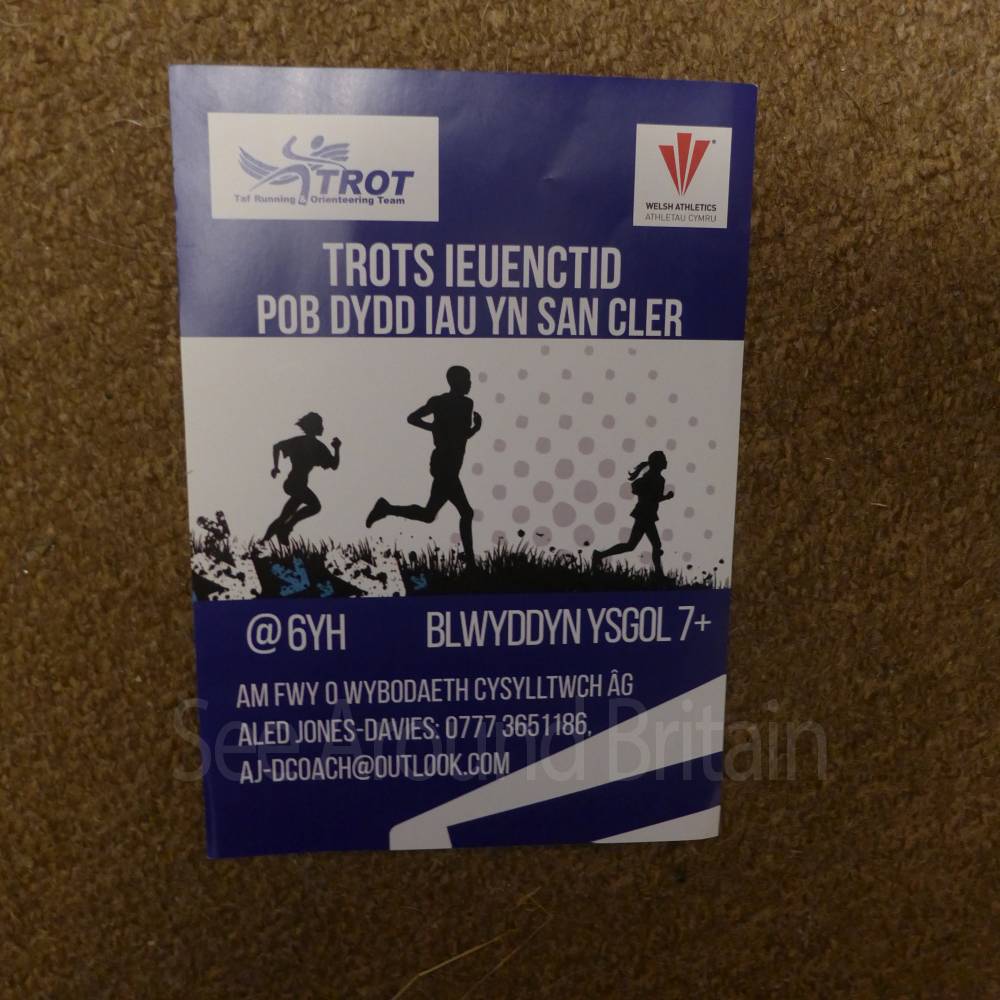 TROT
Taf Running & Orienteering Team
WELSH ATHLETICS
ATHLETAU CYMRU
TROTS IEUENCTID
POB DYDD IAU YN SAN CLER
@ 6YH BLWYDDYN YSGOL 7+
AM FWY O WYBODAETH CYSYLLTWCH ÂG
ALED JONES-DAVIES: 0777 3651186,
AJ-DCOACH@OUTLOOK.COM
See Around Britain